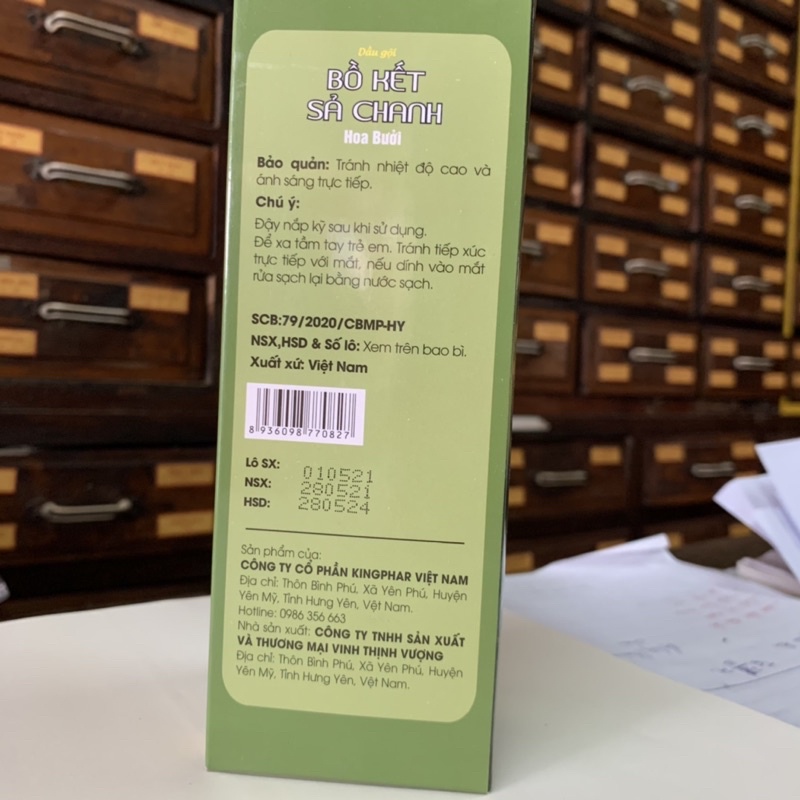 Dầu gội
BỒ KẾT
SẢ CHANH
Hoa Bưởi
Bảo quản: Tránh nhiệt độ cao và
ánh sáng trực tiếp.
Chú ý:
Đậy nắp kỹ sau khi sử dụng.
Để xa tầm tay trẻ em. Tránh tiếp xúc
trực tiếp với mắt, nếu dính vào mắt
rửa sạch lại bằng nước sạch.
SCB:79/2020/CBMP-HY
NSX,HSD & Số lô: Xem trên bao bì.
Xuất xứ: Việt Nam
8 936098 770827
Lô SX: 010521
NSX: 280521
HSD: 280524
Sản phẩm của:
CÔNG TY CỔ PHẦN KINGPHAR VIỆT NAM
Địa chỉ: Thôn Bình Phú, Xã Yên Phú, Huyện
Yên Mỹ, Tỉnh Hưng Yên, Vệt Nam.
Hotline: 0986 356 663
Nhà sản xuất: CÔNG TY TNHH SẢN XUẤT
VÀ THƯƠNG MẠI VINH THỊNH VƯỢNG
Địa chỉ: Thôn Bình Phú, Xã Yên Phú, Huyện
Yên Mỹ, Tỉnh Hưng Yên, Vệt Nam.